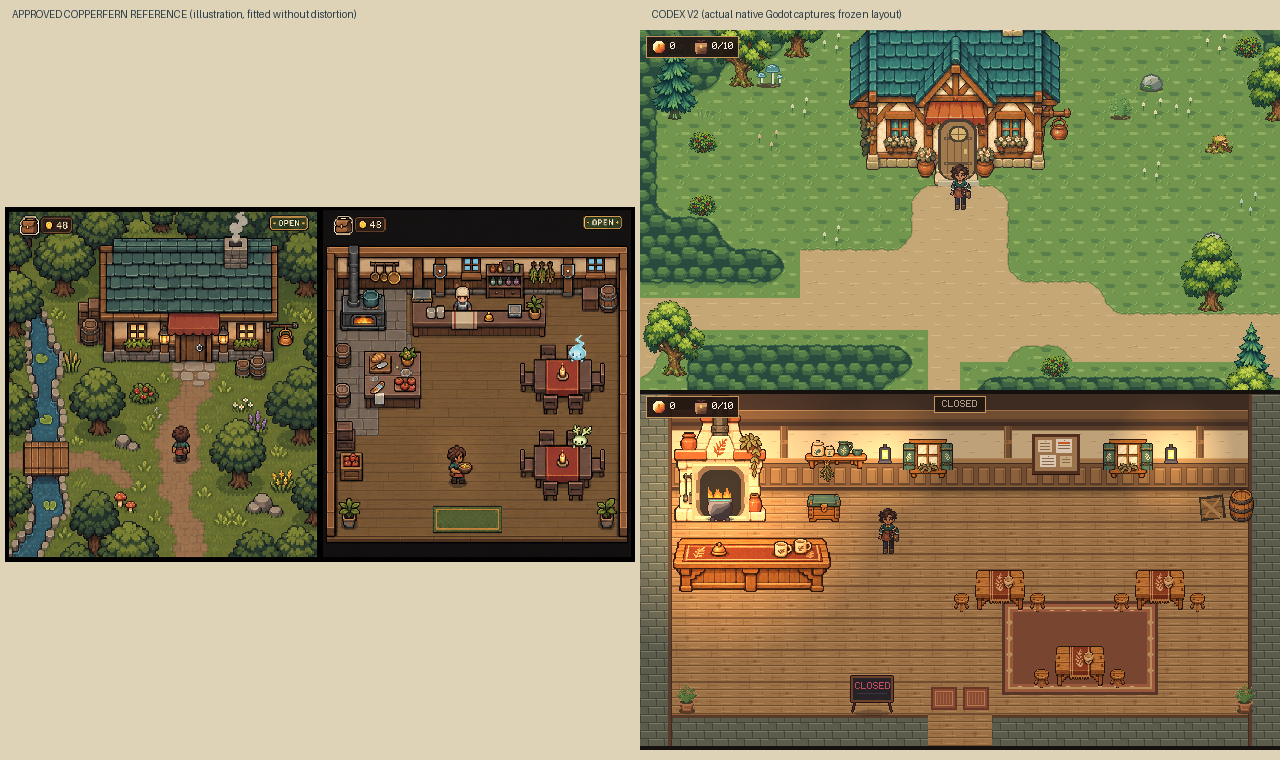 APPROVED COPPERFERN REFERENCE (illustration, fitted without distortion)
CODEX V2 (actual native Godot captures; frozen layout)
48
OPEN
48
OPEN
0
0/10
0
0/10
CLOSED
CLOSED